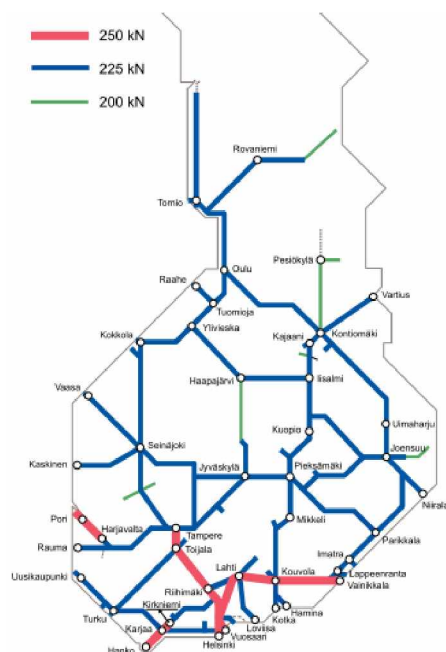 250 kN
225 kN
200 kN
Rovaniemi
Tornio
Pesiökylä
Oulu
Raahe
Vartius
Tuomioja
Ylivieska
Kontiomäki
Kokkola
Kajaani
Haapajärvi
Iisalmi
Vaasa
Uimaharju
Kuopio
Seinäjoki
Joensuu
Kaskinen
Jyväskylä
Pieksämäki
Niirala
Pori
Harjavalta
Mikkeli
Tampere
Parikkala
Rauma
Toijala
Imatra
Lahti
Kouvola
Lappeenranta
Uusikaupunki
Riihimäki
Vainikkala
Kirkniemi
Hamina
Turku
Karjaa
Loviisa
Kotka
Vuosaari
Hanko
Helsinki